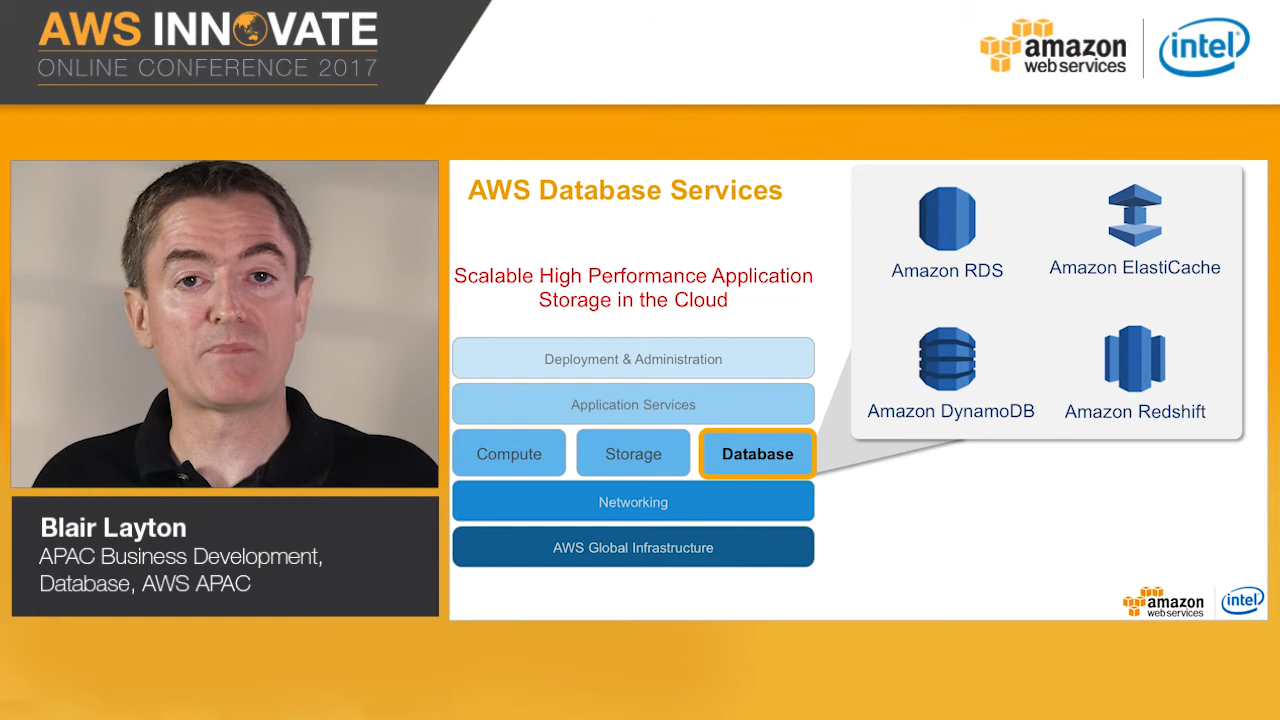 AWS INNOVATE
ONLINE CONFERENCE 2017
amazon
web services
intel
Blair Layton
APAC Business Development,
Database, AWS APAC
AWS Database Services
Scalable High Performance Application
Storage in the Cloud
Deployment & Administration
Application Services
Compute
Storage
Database
Networking
AWS Global Infrastructure
Amazon RDS
Amazon ElastiCache
Amazon DynamoDB
Amazon Redshift
amazon
web services
intel